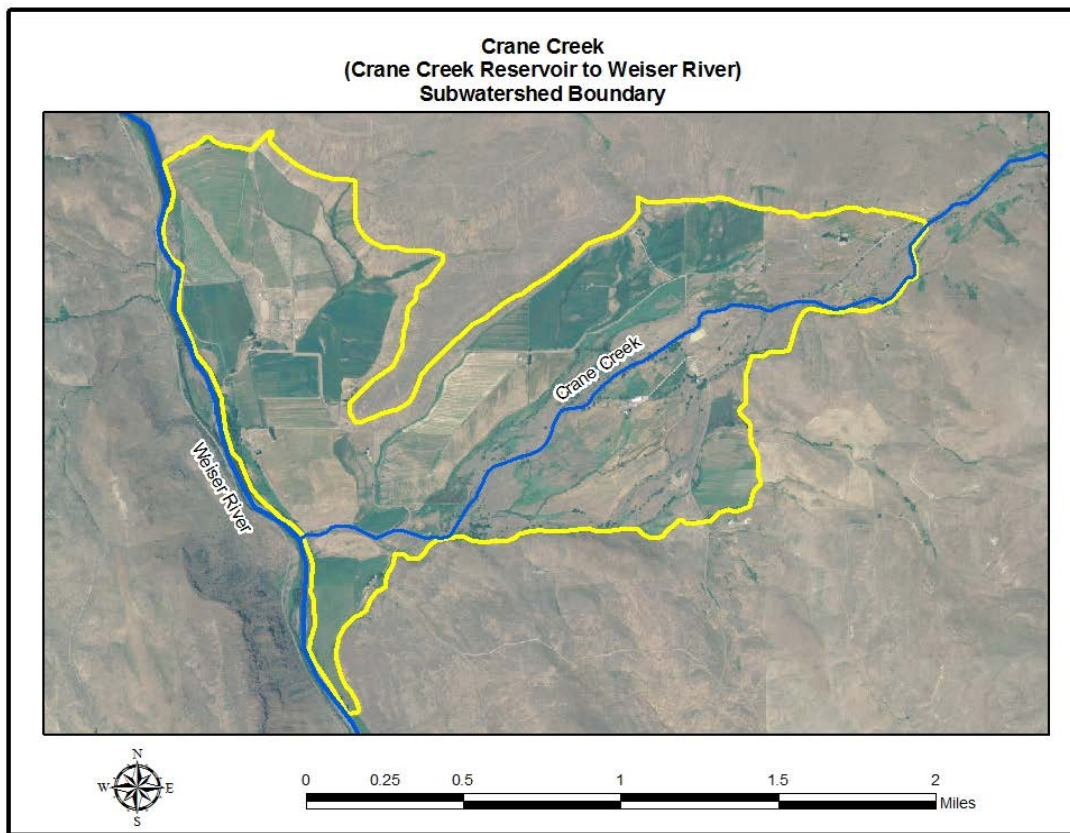 Crane Creek
(Crane Creek Reservoir to Weiser River)
Subwatershed Boundary
Crane Creek
Weiser River
N
W
E
S
0
0.25
0.5
1
1.5
2
Miles